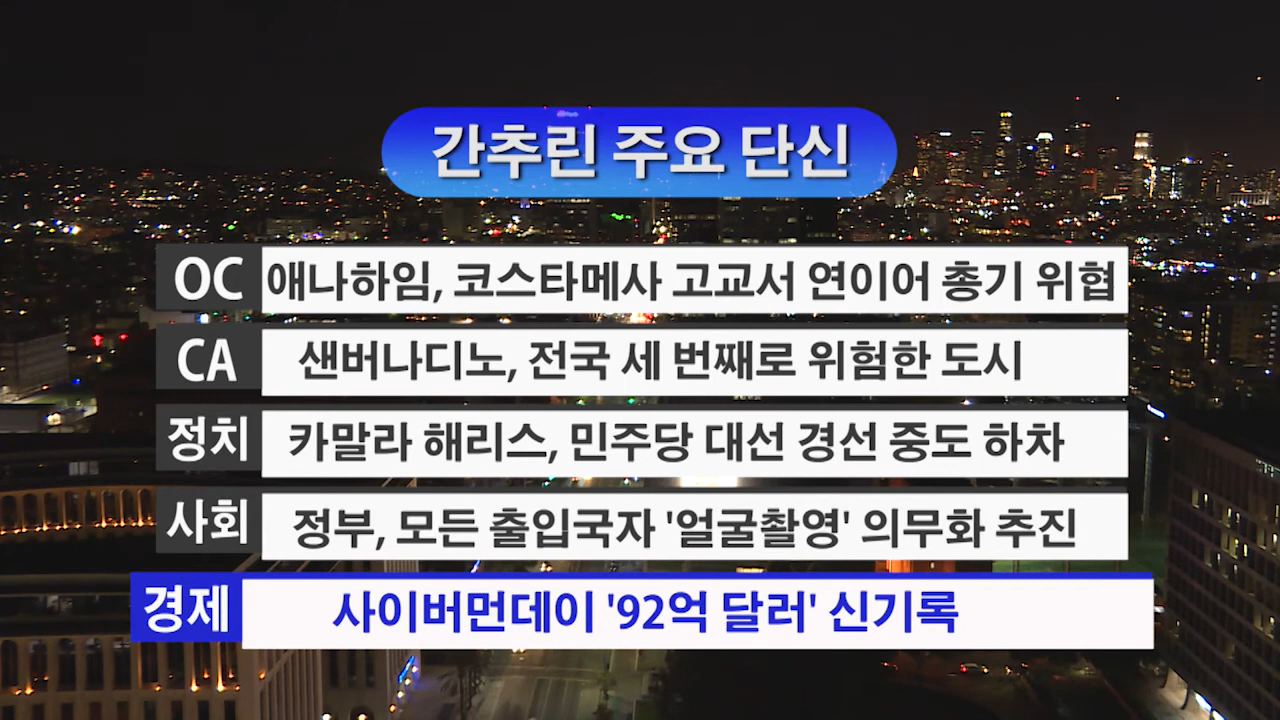 간추린 주요 단신
OC 애나하임, 코스타메사 고교서 연이어 총기 위협
CA 샌버나디노, 전국 세 번째로 위험한 도시
정치 카말라 해리스, 민주당 대선 경선 중도 하차
사회 정부, 모든 출입국자 '얼굴촬영' 의무화 추진
경제 사이버먼데이 '92억 달러' 신기록